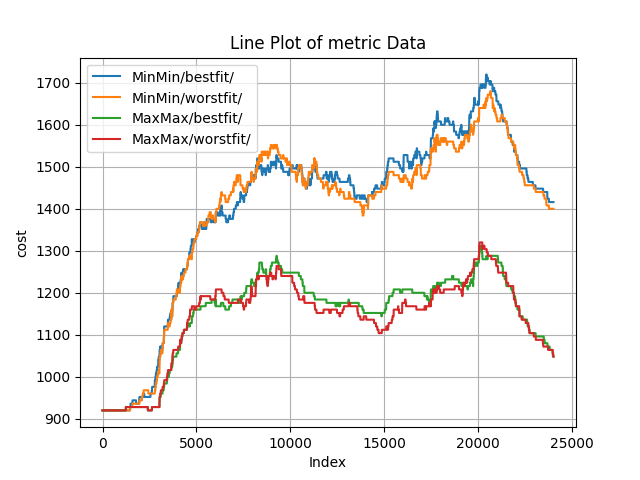 Line Plot of metric Data
MinMin/bestfit/
MinMin/worstfit/
MaxMax/bestfit/
MaxMax/worstfit/
1700
1600
1500
1400
1300
1200
1100
1000
900
cost
0 5000 10000 15000 20000 25000
Index